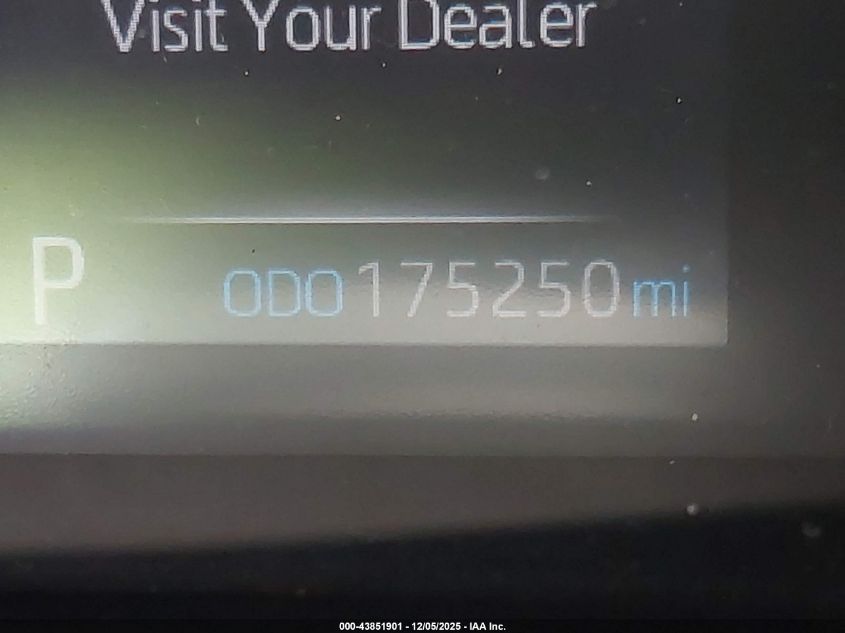 Visit Your Dealer
P ODO 175250 mi
000-43851901 - 12/05/2025 - IAA Inc.